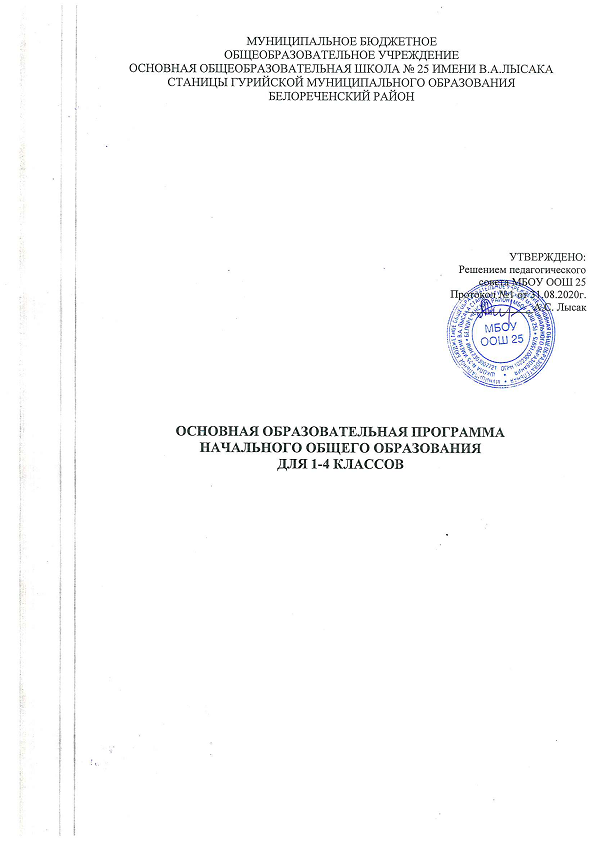 МУНИЦИПАЛЬНОЕ БЮДЖЕТНОЕ
ОБЩЕОБРАЗОВАТЕЛЬНОЕ УЧРЕЖДЕНИЕ
ОСНОВНАЯ ОБЩЕОБРАЗОВАТЕЛЬНАЯ ШКОЛА № 25 ИМЕНИ В.А.ЛЫСАКА
СТАНИЦЫ ГУРИЙСКОЙ МУНИЦИПАЛЬНОГО ОБРАЗОВАНИЯ
БЕЛОРЕЧЕНСКИЙ РАЙОН
УТВЕРЖДЕНО:
Решением педагогического
совета МБОУ ООШ 25
Протокол №1 от 31.08.2020г.
С. Лысак
МБОУ
ООШ 25
ОСНОВНАЯ ОБРАЗОВАТЕЛЬНАЯ ПРОГРАММА
НАЧАЛЬНОГО ОБЩЕГО ОБРАЗОВАНИЯ
ДЛЯ 1-4 КЛАССОВ